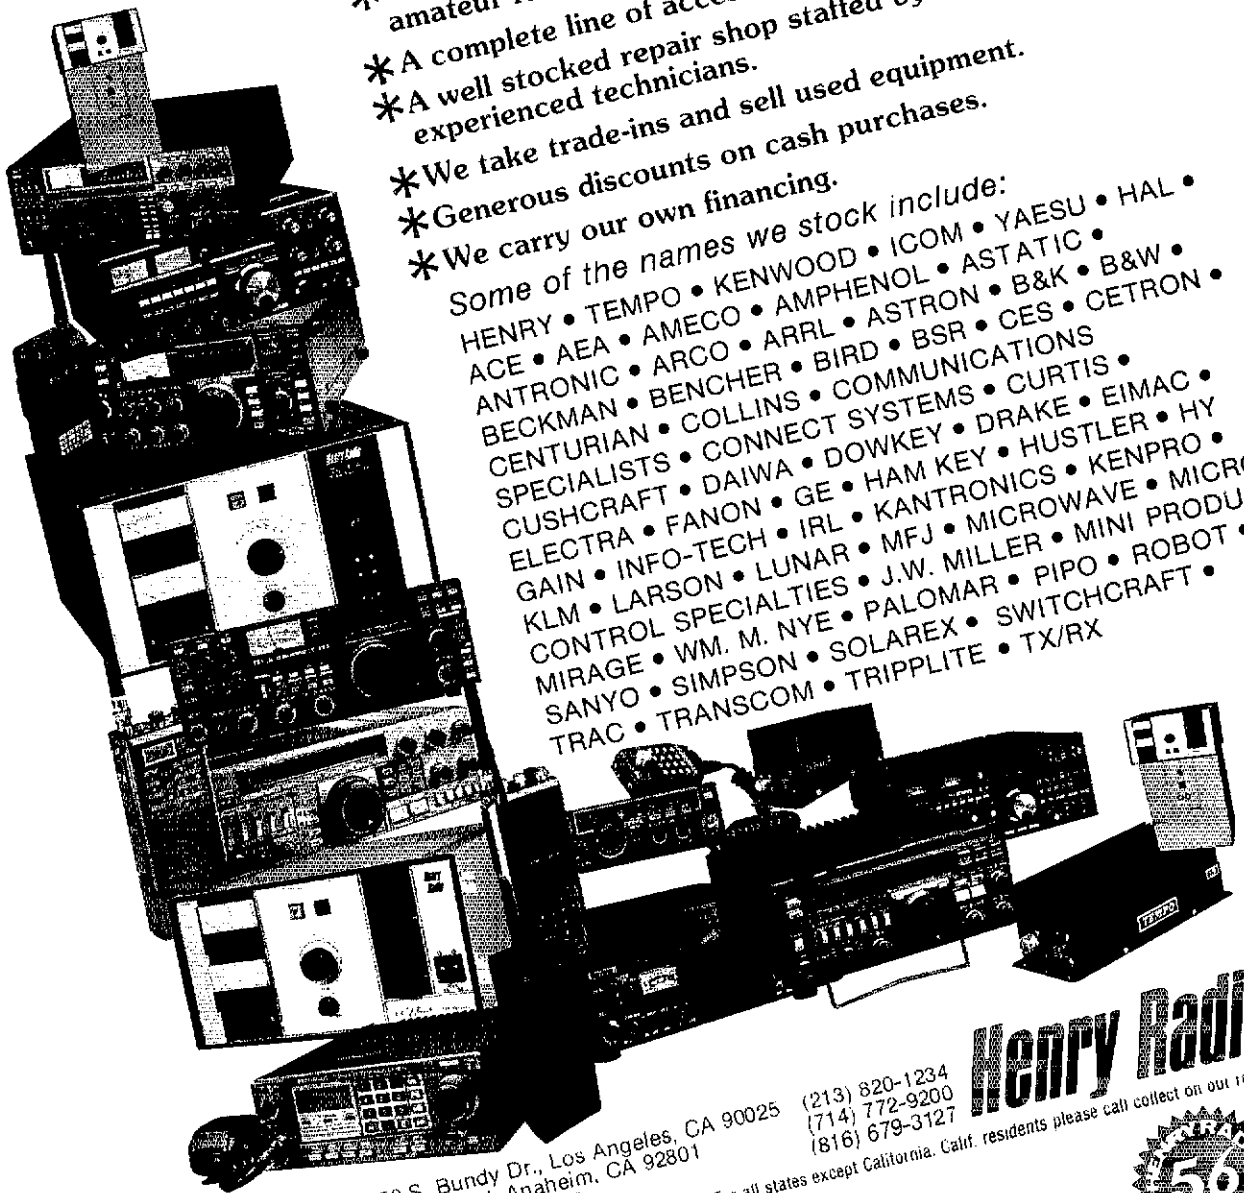 amateur
*A complete line of
*A well stocked repair shop staffed
experienced technicians.
*We take trade-ins and sell used equipment.
*Generous discounts on cash purchases.
*We carry our own financing.
Some of the names we stock include:
HENRY • TEMPO • KENWOOD • ICOM • YAESU • HAL •
ACE • AEA • AMECO • AMPHENOL • ASTATIC •
ANTRONIC • ARCO • ARRL • ASTRON • B&K • B&W •
BECKMAN • BENCHER • BIRD • BSR • CES • CETRON •
CENTURIAN • COLLINS • COMMUNICATIONS
SPECIALISTS • CONNECT SYSTEMS • CURTIS •
CUSHCRAFT • DAIWA • DOWKEY • DRAKE • EIMAC •
ELECTRA • FANON • GE • HAM KEY • HUSTLER • HY
GAIN • INFO-TECH • IRL • KANTRONICS • KENPRO •
KLM • LARSON • LUNAR • MFJ • MICROWAVE • MICRO
CONTROL SPECIALTIES • J.W. MILLER • MINI PRODU
MIRAGE • WM. M. NYE • PALOMAR • PIPO • ROBOT •
SANYO • SIMPSON • SOLAREX • SWITCHCRAFT •
TRAC • TRANSCOM • TRIPPLITE • TX/RX
TEMPO
Henry Radi
S. Bundy Dr., Los Angeles, CA 90025 (213) 820-1234
Anaheim, CA 92801 (714) 772-9200
(816) 679-3127
all states except California. Calif. residents please call collect on our
56